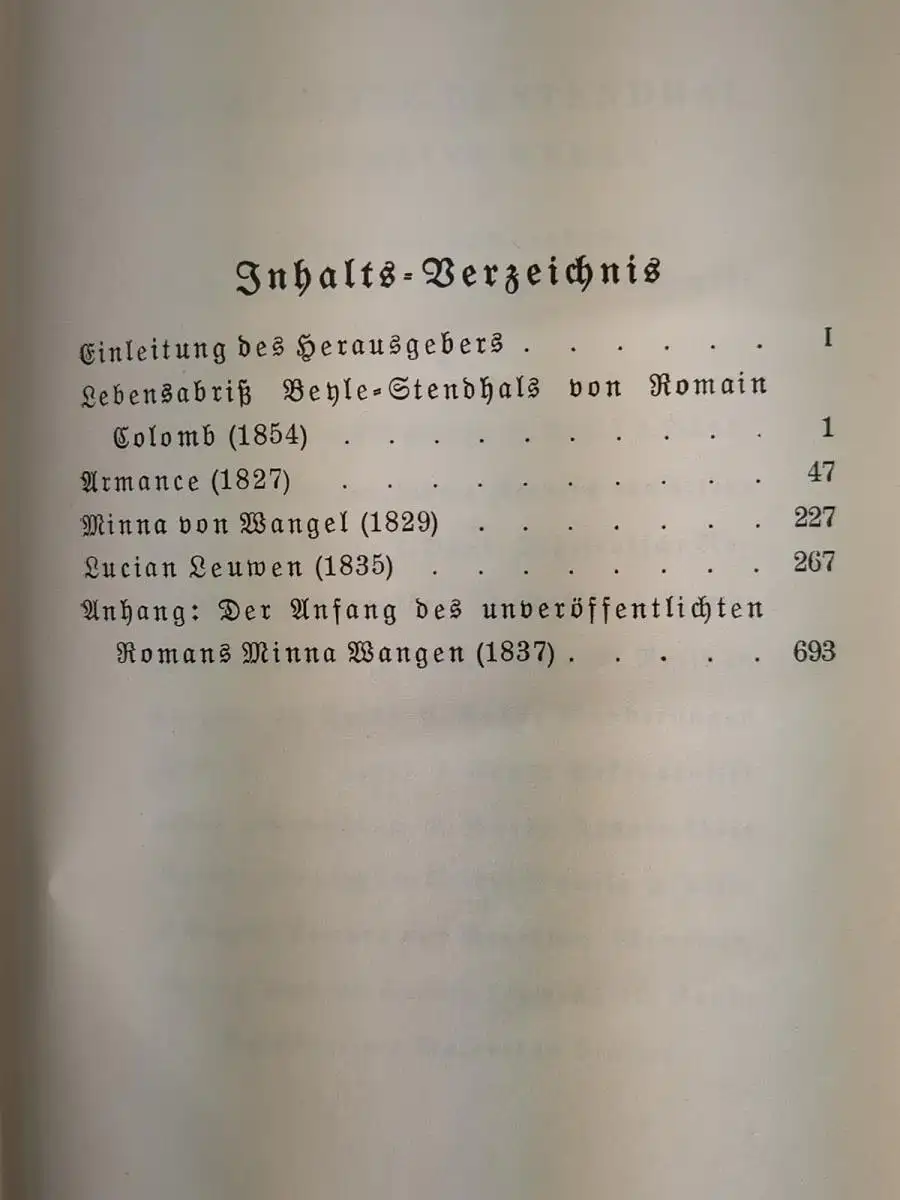 Inhalts-Verzeichnis
Einleitung des Herausgebers . . . . . . I
Lebensabriß Beyle-Stendhals von Romain
Colomb (1854) . . . . . . . . . . 1
Armance (1827) . . . . . . . . . . 47
Minna von Wangel (1829) . . . . . . . 227
Lucian Leuwen (1835) . . . . . . . . 267
Anhang: Der Anfang des unveröffentlichten
Romans Minna Wangen (1837) . . . . . 693